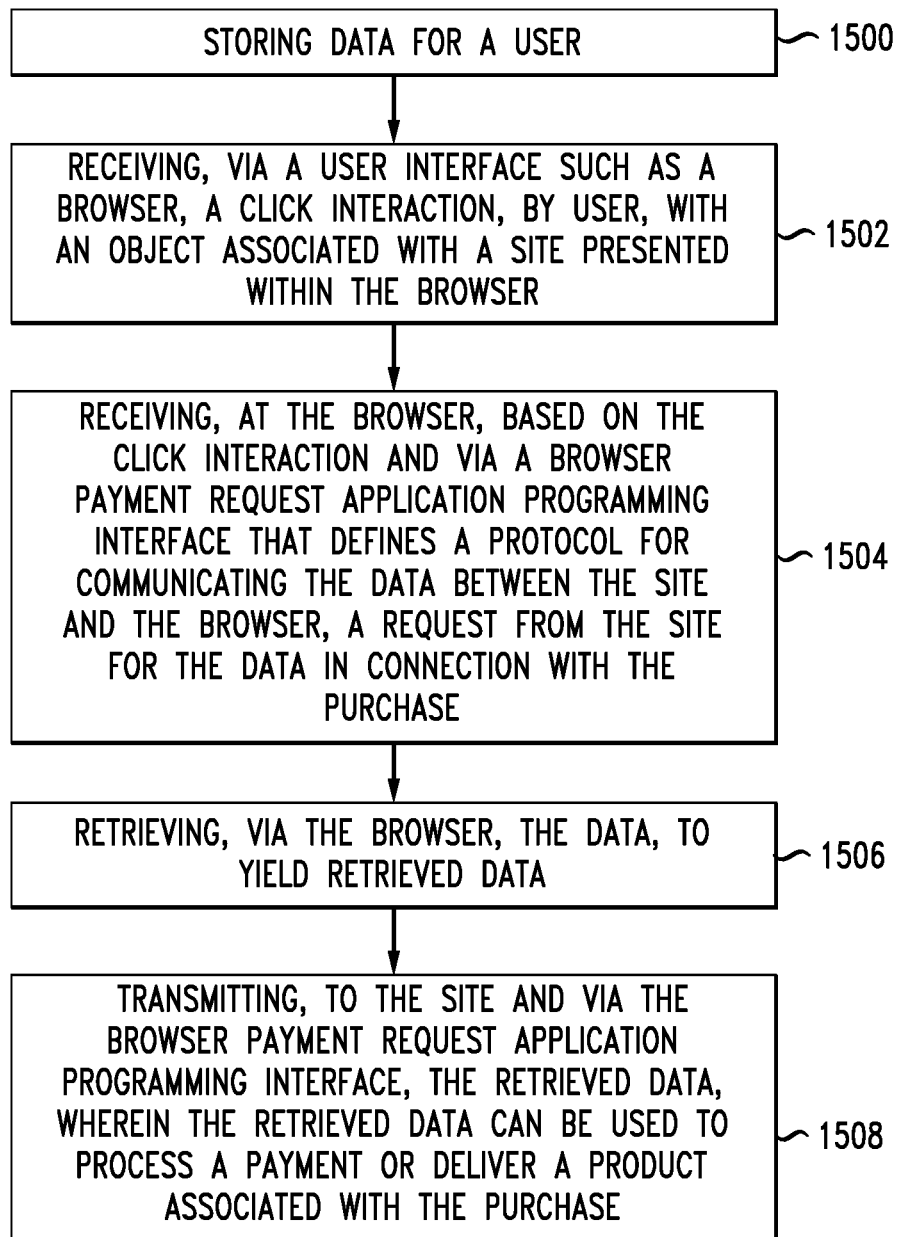 STORING DATA FOR A USER
1500
RECEIVING, VIA A USER INTERFACE SUCH AS A
BROWSER, A CLICK INTERACTION, BY USER, WITH
AN OBJECT ASSOCIATED WITH A SITE PRESENTED
WITHIN THE BROWSER
1502
RECEIVING, AT THE BROWSER, BASED ON THE
CLICK INTERACTION AND VIA A BROWSER
PAYMENT REQUEST APPLICATION PROGRAMMING
INTERFACE THAT DEFINES A PROTOCOL FOR
COMMUNICATING THE DATA BETWEEN THE SITE
AND THE BROWSER, A REQUEST FROM THE SITE
FOR THE DATA IN CONNECTION WITH THE
PURCHASE
1504
RETRIEVING, VIA THE BROWSER, THE DATA, TO
YIELD RETRIEVED DATA
1506
TRANSMITTING, TO THE SITE AND VIA THE
BROWSER PAYMENT REQUEST APPLICATION
PROGRAMMING INTERFACE, THE RETRIEVED DATA,
WHEREIN THE RETRIEVED DATA CAN BE USED TO
PROCESS A PAYMENT OR DELIVER A PRODUCT
ASSOCIATED WITH THE PURCHASE
1508